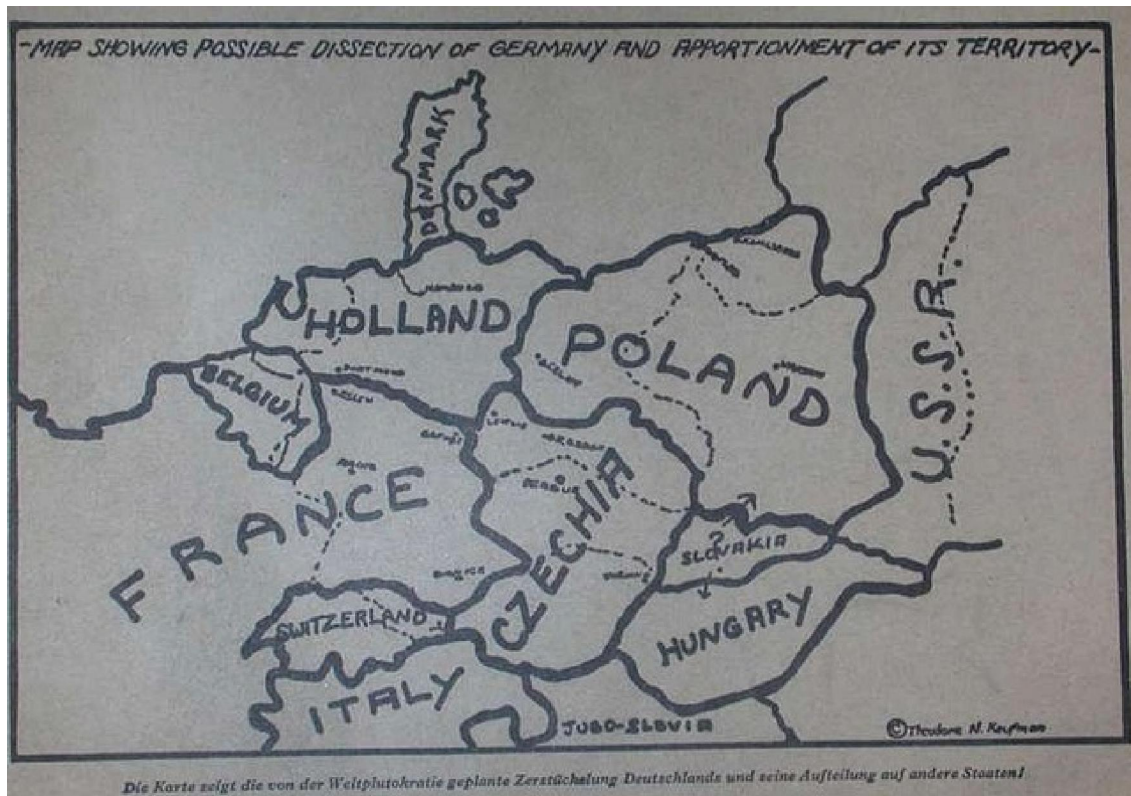 -MAP SHOWING POSSIBLE DISSECTION OF GERMANY AND APPORTIONMENT OF ITS TERRITORY-
DENMARK
HOLLAND
POLAND
U.S.S.R.
DORTMUND
BELGIUM
ESSEN
FRANCE
CZECHIA
? SLOVAKIA
SWITZERLAND
HUNGARY
ITALY
JUGO-SLAVIA
©Theodore N. Kaufman
Die Karte zeigt die von der Weltplutokratie geplante Zerstückelung Deutschlands und seine Aufteilung auf andere Staaten!